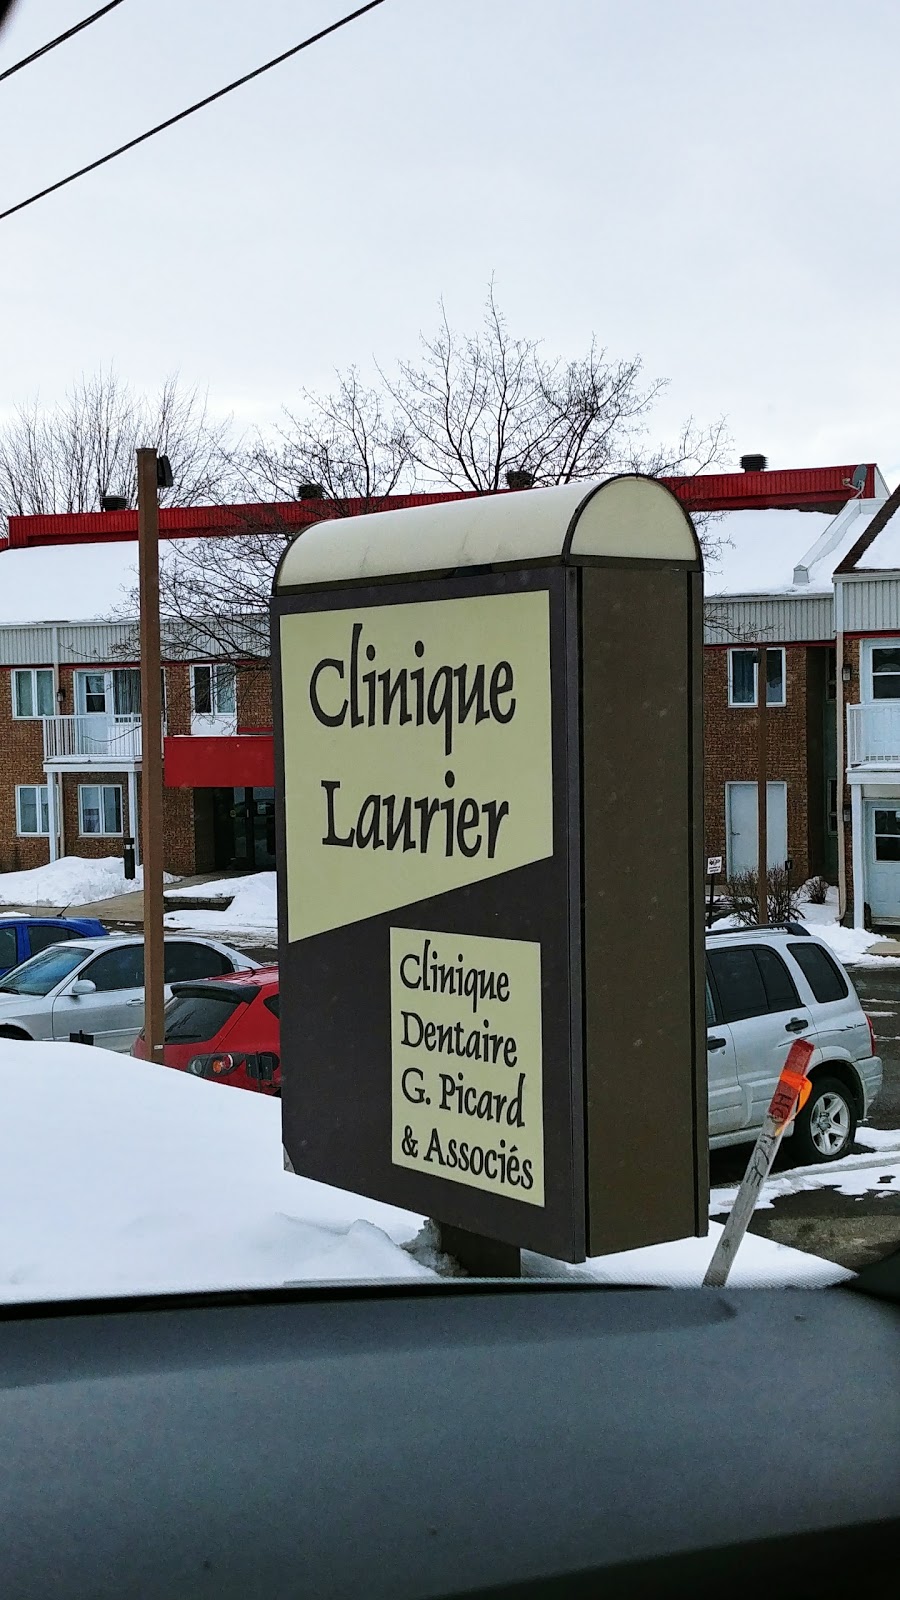 Clinique
Laurier
Clinique
Dentaire
G. Picard
& Associés